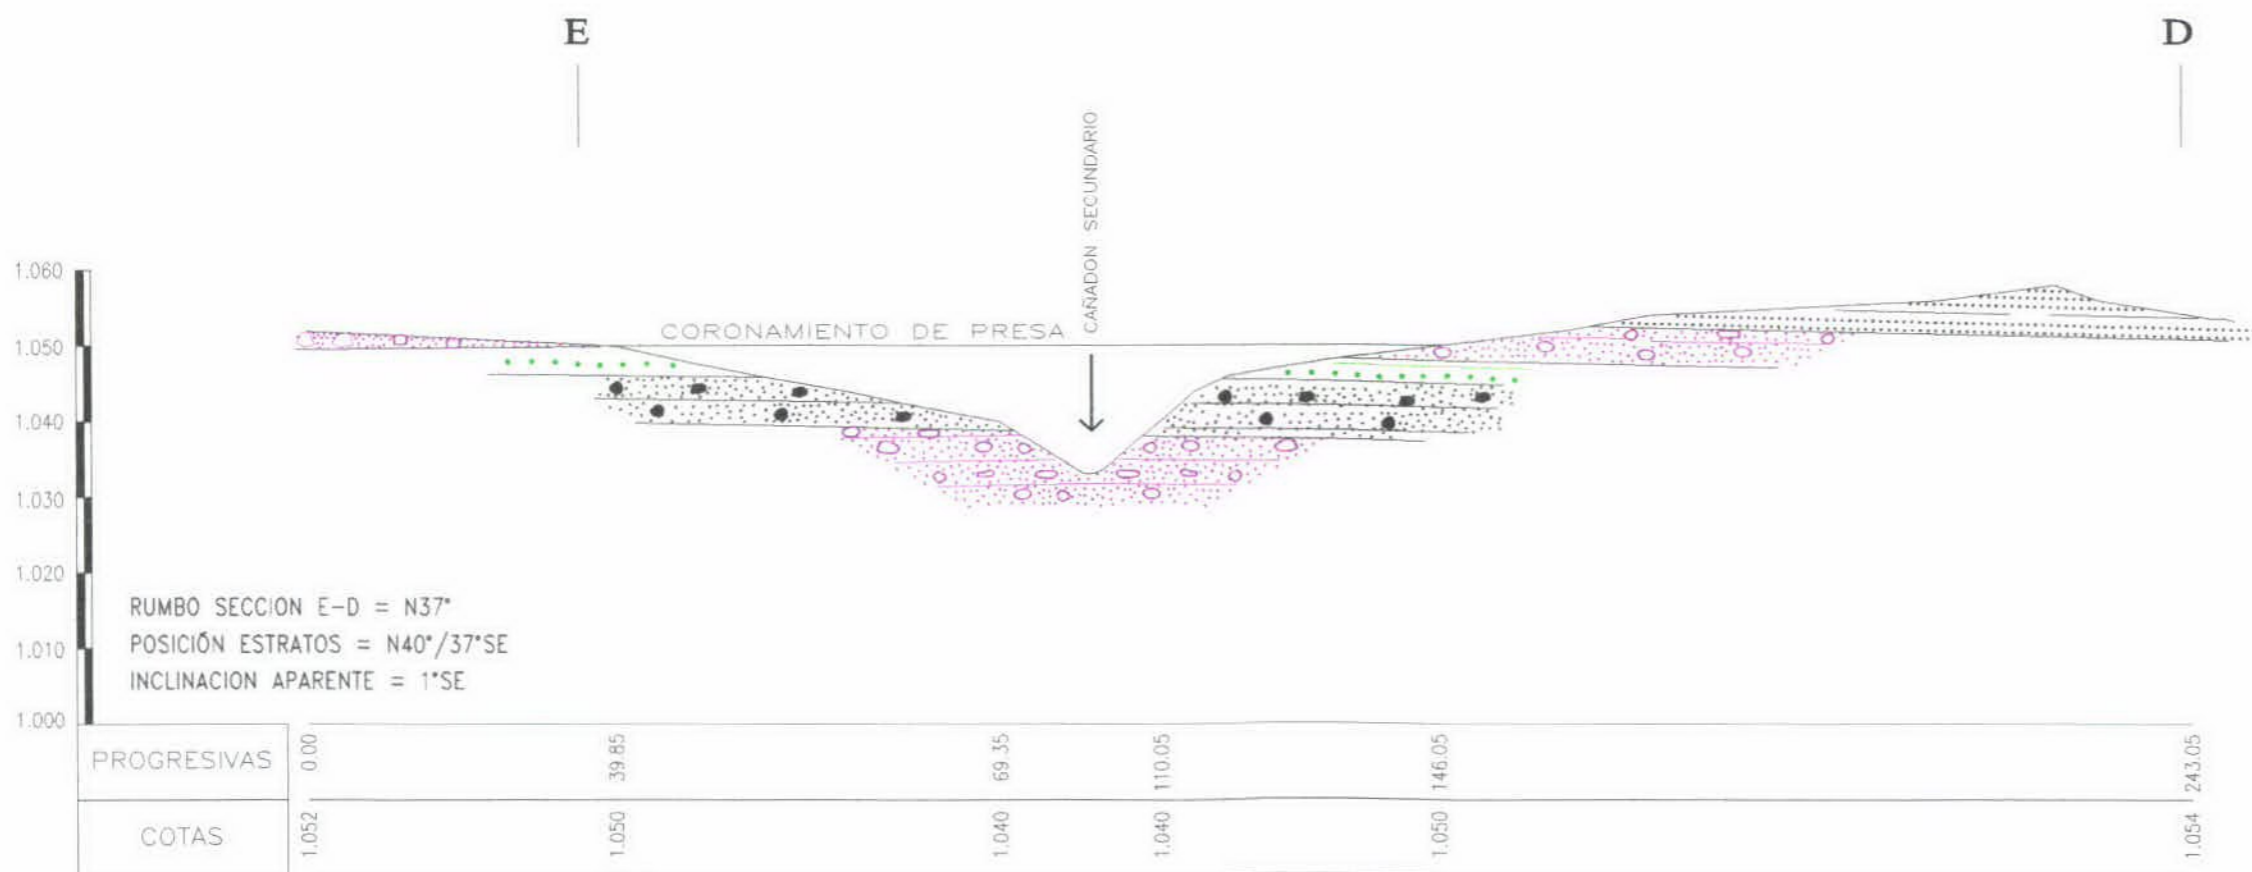 E
D
CAÑADON SECUNDARIO
1.060
1.050
CORONAMIENTO DE PRESA
1.040
1.030
1.020
1.010
1.000
RUMBO SECCION E-D = N37°
POSICIÓN ESTRATOS = N40°/37°SE
INCLINACION APARENTE = 1°SE
PROGRESIVAS 0.00 39.85 69.35 110.05 146.05 243.05
COTAS 1.052 1.050 1.040 1.040 1.050 1.054